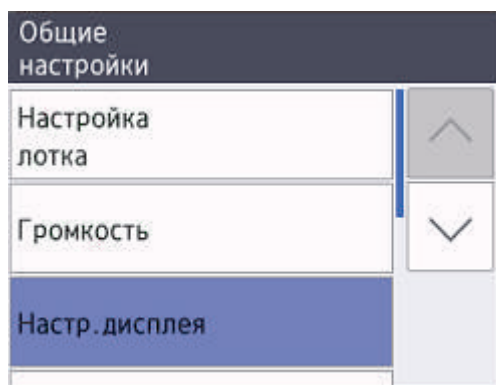 Общие
настройки
Настройка
лотка
Громкость
Настр.дисплея